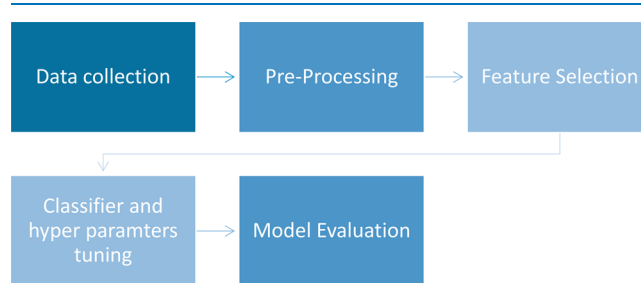 Data collection
Pre-Processing
Feature Selection
Classifier and
hyper paramters
tuning
Model Evaluation